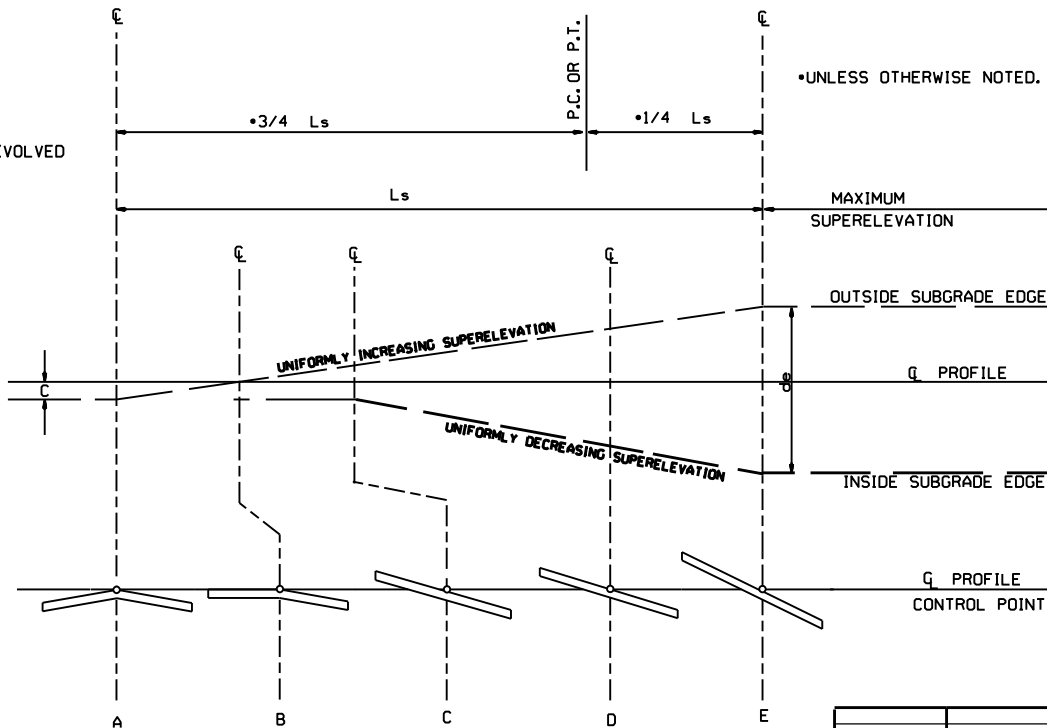 ℄
℄
P.C. OR P.T.
•UNLESS OTHERWISE NOTED.
•3/4 Ls
•1/4 Ls
EVOLVED
Ls
MAXIMUM
SUPERELEVATION
℄
℄
℄
OUTSIDE SUBGRADE EDGE
UNIFORMLY INCREASING SUPERELEVATION
℄ PROFILE
C
de
UNIFORMLY DECREASING SUPERELEVATION
INSIDE SUBGRADE EDGE
℄ PROFILE
CONTROL POINT
A
B
C
D
E